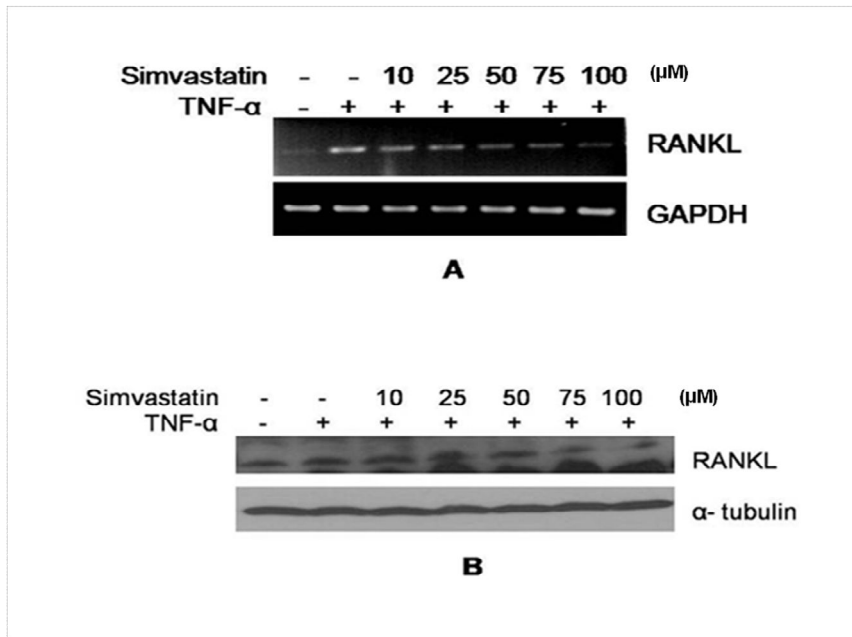 Simvastatin - - 10 25 50 75 100 (µM)
TNF-α - + + + + + +
RANKL
GAPDH
A
Simvastatin - - 10 25 50 75 100 (µM)
TNF-α - + + + + + +
RANKL
α- tubulin
B